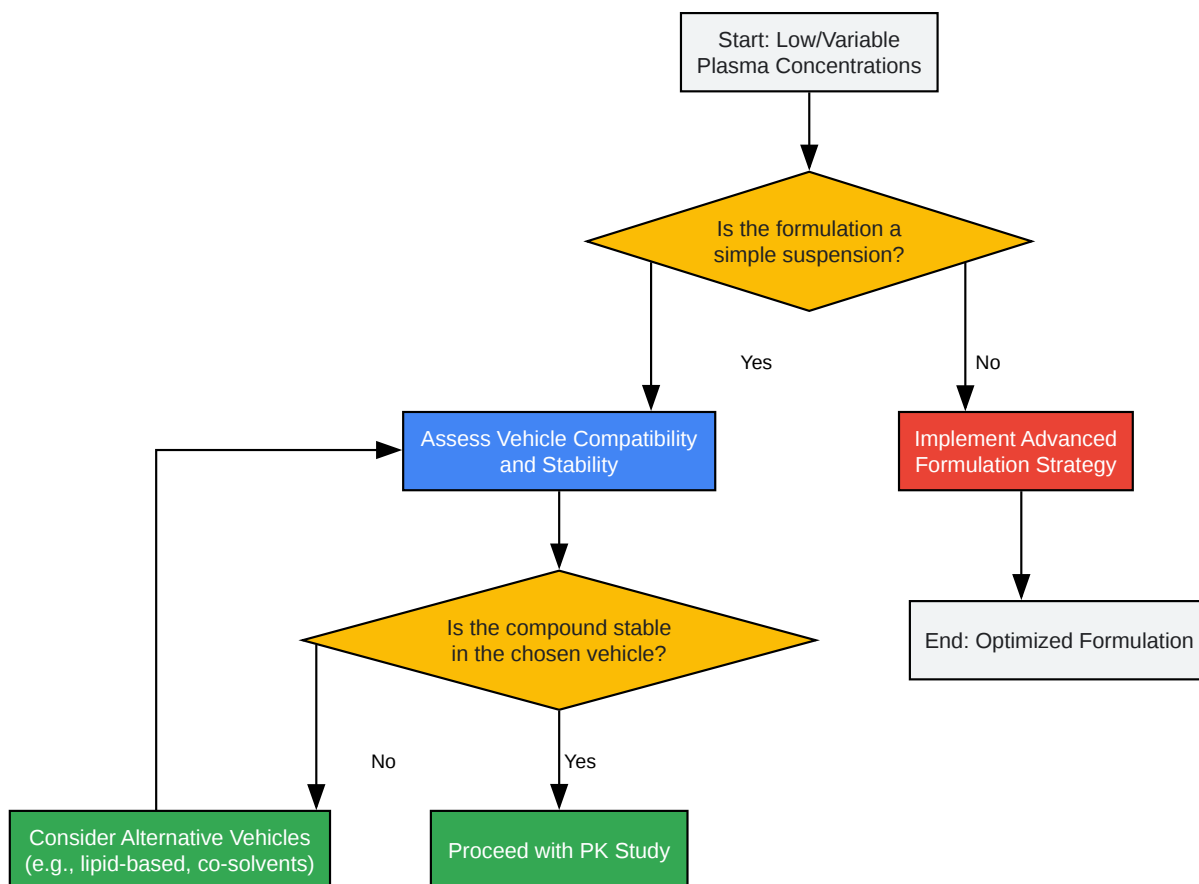 Start: Low/Variable
Plasma Concentrations
Is the formulation a
simple suspension?
Yes
No
Assess Vehicle Compatibility
and Stability
Implement Advanced
Formulation Strategy
Is the compound stable
in the chosen vehicle?
End: Optimized Formulation
No
Yes
Consider Alternative Vehicles
(e.g., lipid-based, co-solvents)
Proceed with PK Study